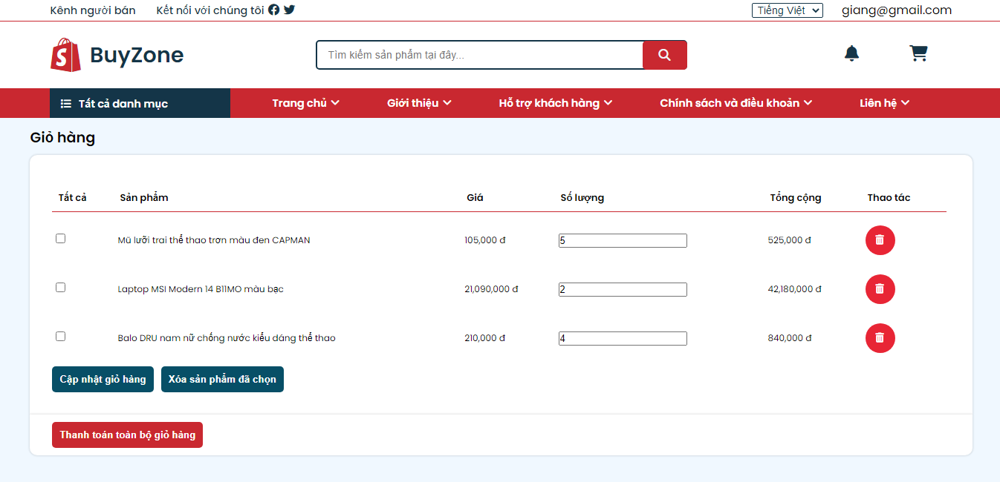 Kênh người bán Kết nối với chúng tôi Tiếng Việt giang@gmail.com
S BuyZone Tìm kiếm sản phẩm tại đây...
Tất cả danh mục Trang chủ Giới thiệu Hỗ trợ khách hàng Chính sách và điều khoản Liên hệ
Giỏ hàng
Tất cả Sản phẩm Giá Số lượng Tổng cộng Thao tác
Mũ lưỡi trai thể thao trơn màu đen CAPMAN 105,000 đ 5 525,000 đ
Laptop MSI Modern 14 B11MO màu bạc 21,090,000 đ 2 42,180,000 đ
Balo DRU nam nữ chống nước kiểu dáng thể thao 210,000 đ 4 840,000 đ
Cập nhật giỏ hàng Xóa sản phẩm đã chọn
Thanh toán toàn bộ giỏ hàng